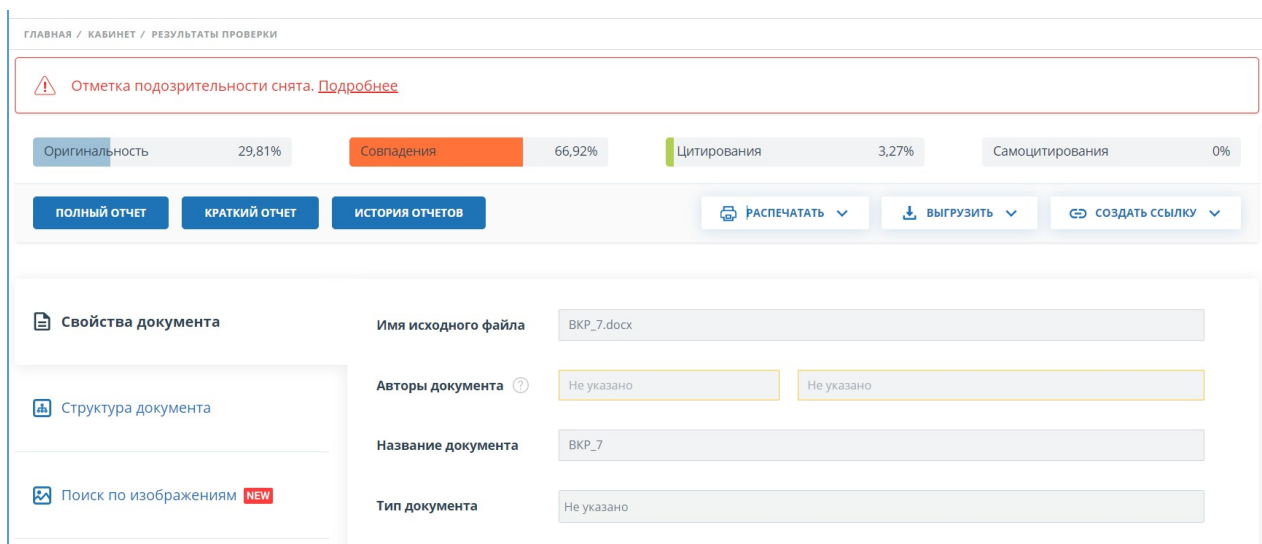 ГЛАВНАЯ / КАБИНЕТ / РЕЗУЛЬТАТЫ ПРОВЕРКИ
Отметка подозрительности снята. Подробнее
Оригинальность 29,81% Совпадения 66,92% Цитирования 3,27% Самоцитирования 0%
ПОЛНЫЙ ОТЧЕТ КРАТКИЙ ОТЧЕТ ИСТОРИЯ ОТЧЕТОВ РАСПЕЧАТАТЬ ВЫГРУЗИТЬ СОЗДАТЬ ССЫЛКУ
Свойства документа
Имя исходного файла ВКР_7.docx
Авторы документа ? Не указано Не указано
Структура документа
Название документа ВКР_7
Поиск по изображениям NEW
Тип документа Не указано